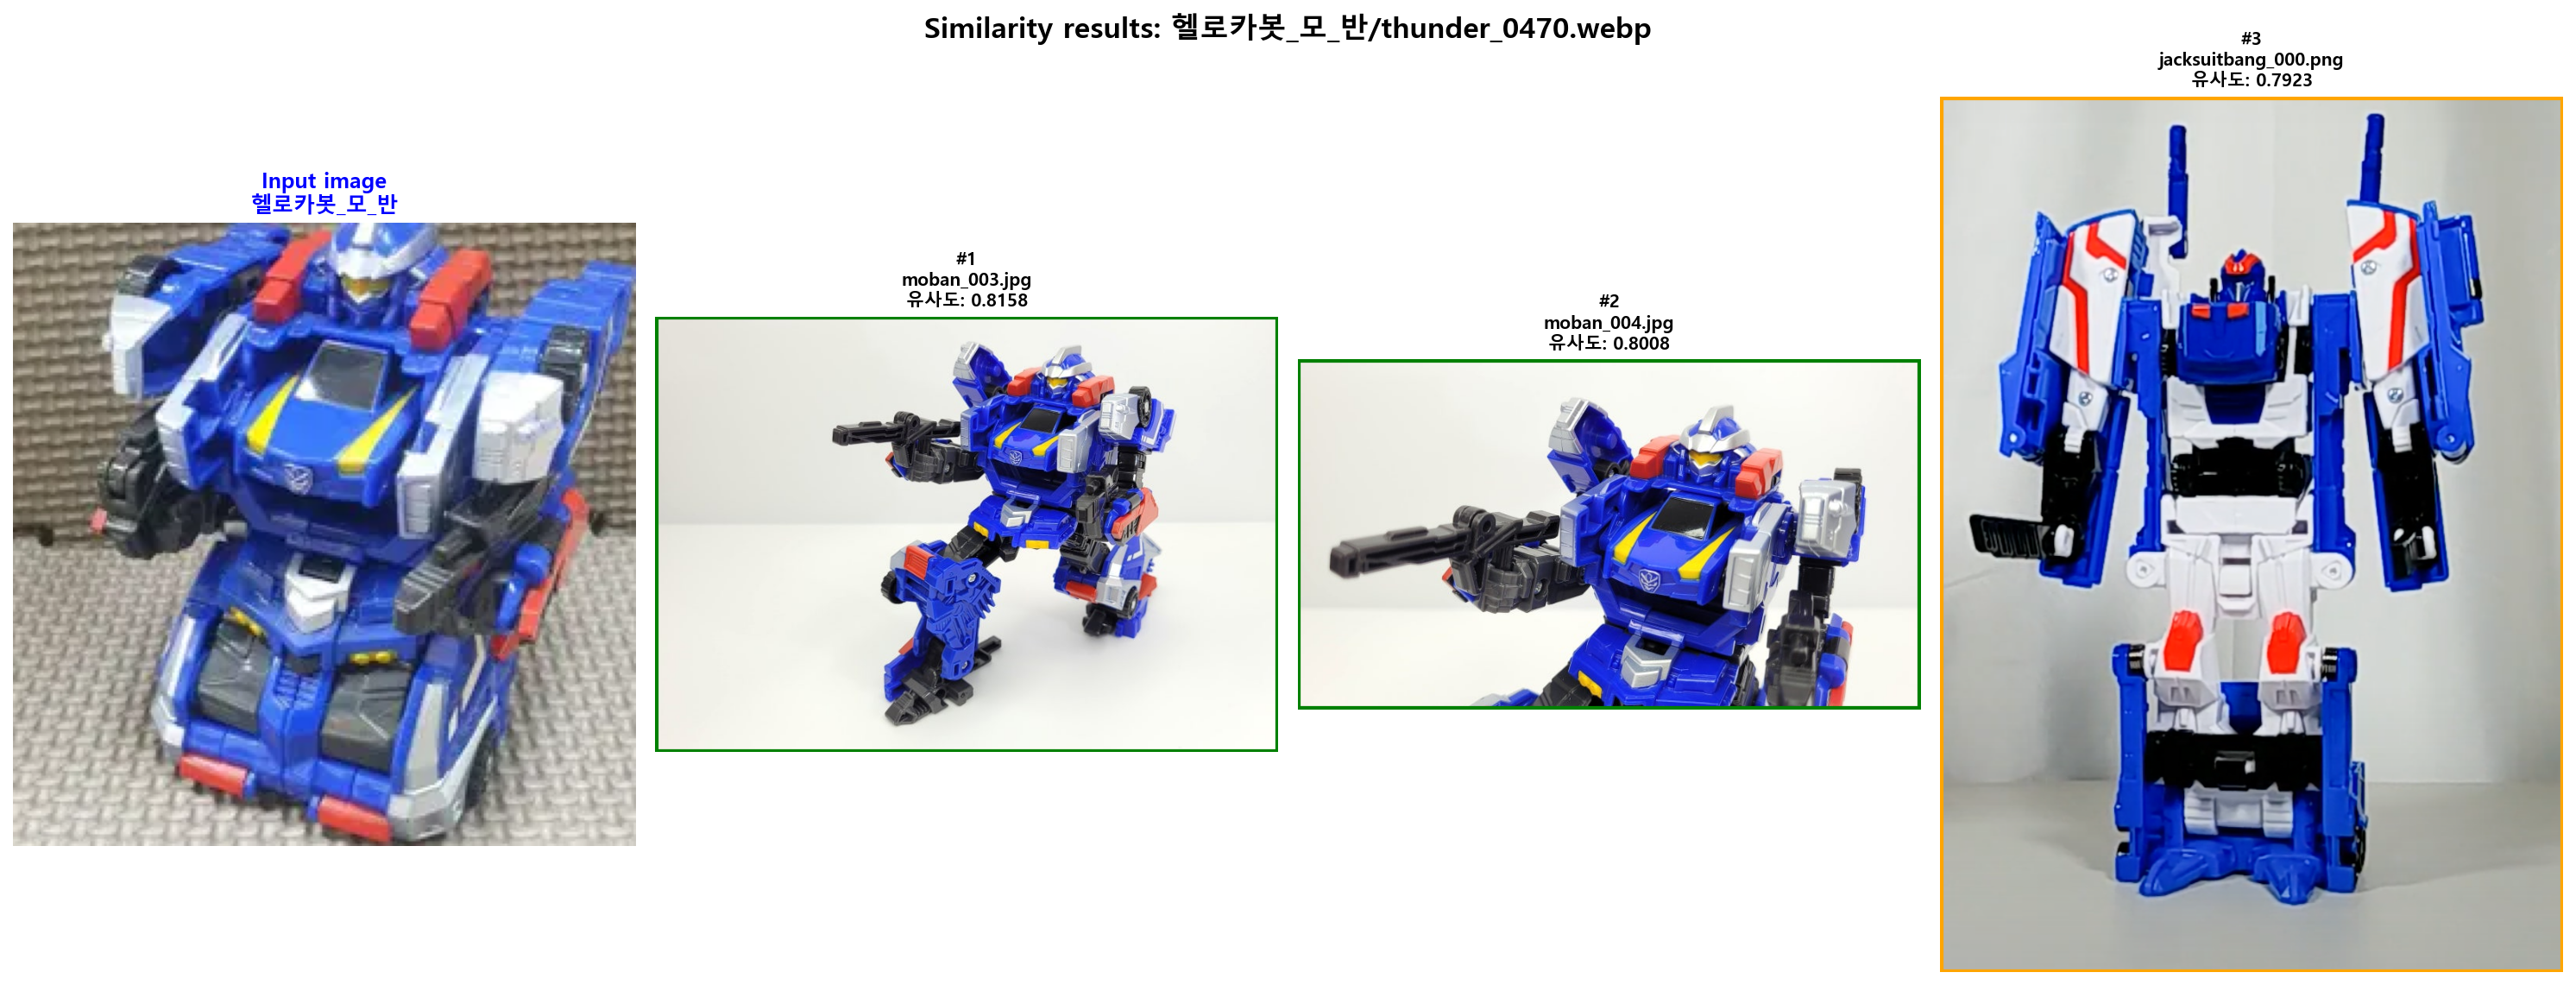 Similarity results: 헬로카봇_모_반/thunder_0470.webp
Input image
헬로카봇_모_반
#1
moban_003.jpg
유사도: 0.8158
#2
moban_004.jpg
유사도: 0.8008
#3
jacksuitbang_000.png
유사도: 0.7923